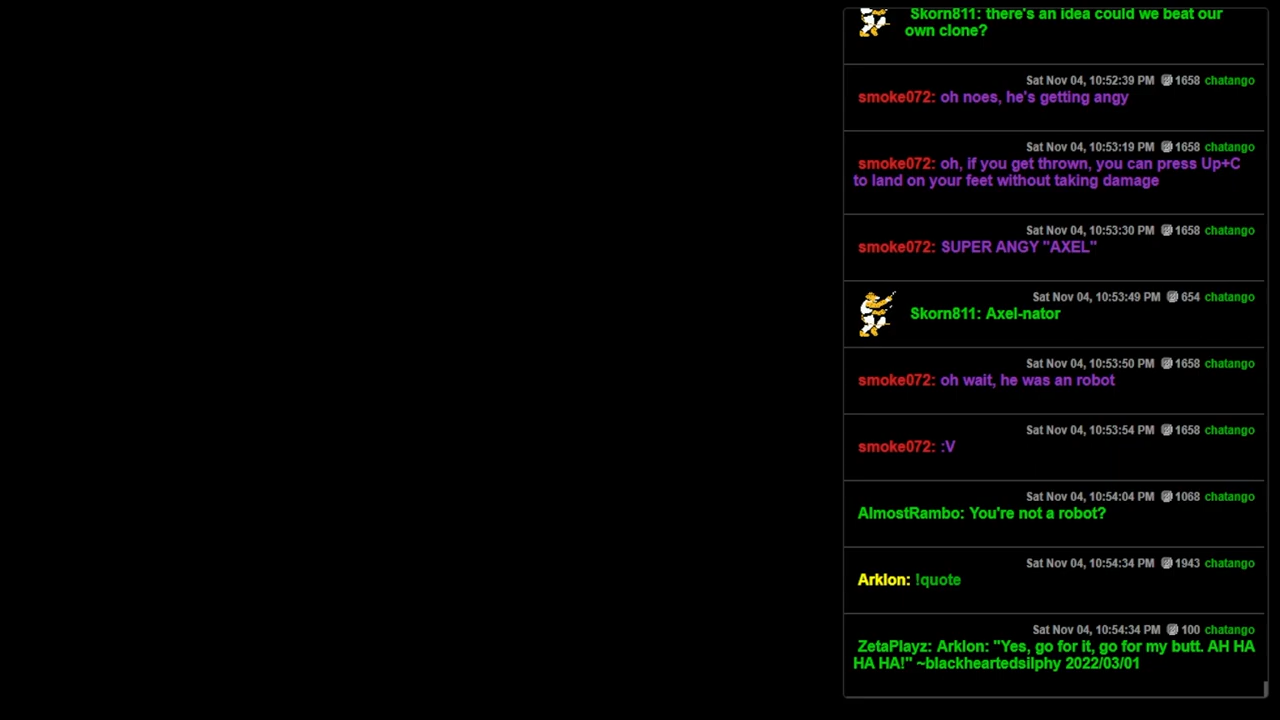 Skorn811: there's an idea could we beat our
own clone?
Sat Nov 04, 10:52:39 PM 1658 chatango
smoke072: oh noes, he's getting angy
Sat Nov 04, 10:53:19 PM 1658 chatango
smoke072: oh, if you get thrown, you can press Up+C
to land on your feet without taking damage
Sat Nov 04, 10:53:30 PM 1658 chatango
smoke072: SUPER ANGY "AXEL"
Sat Nov 04, 10:53:49 PM 654 chatango
Skorn811: Axel-nator
Sat Nov 04, 10:53:50 PM 1658 chatango
smoke072: oh wait, he was an robot
Sat Nov 04, 10:53:54 PM 1658 chatango
smoke072: :V
Sat Nov 04, 10:54:04 PM 1068 chatango
AlmostRambo: You're not a robot?
Sat Nov 04, 10:54:34 PM 1943 chatango
Arklon: !quote
Sat Nov 04, 10:54:34 PM 100 chatango
ZetaPlayz: Arklon: "Yes, go for it, go for my butt. AH HA
HA HA!" ~blackheartedsilphy 2022/03/01